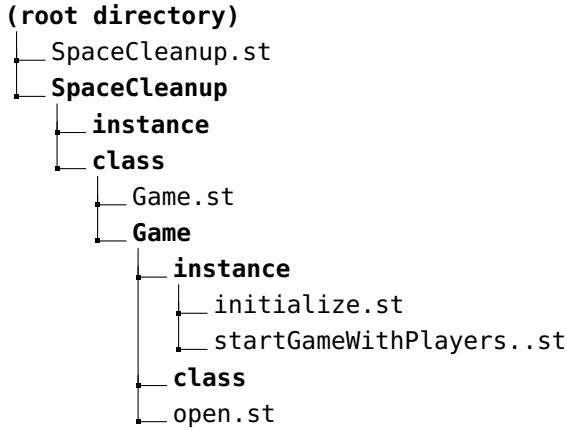 (root directory)
SpaceCleanup.st
SpaceCleanup
instance
class
Game.st
Game
instance
initialize.st
startGameWithPlayers..st
class
open.st